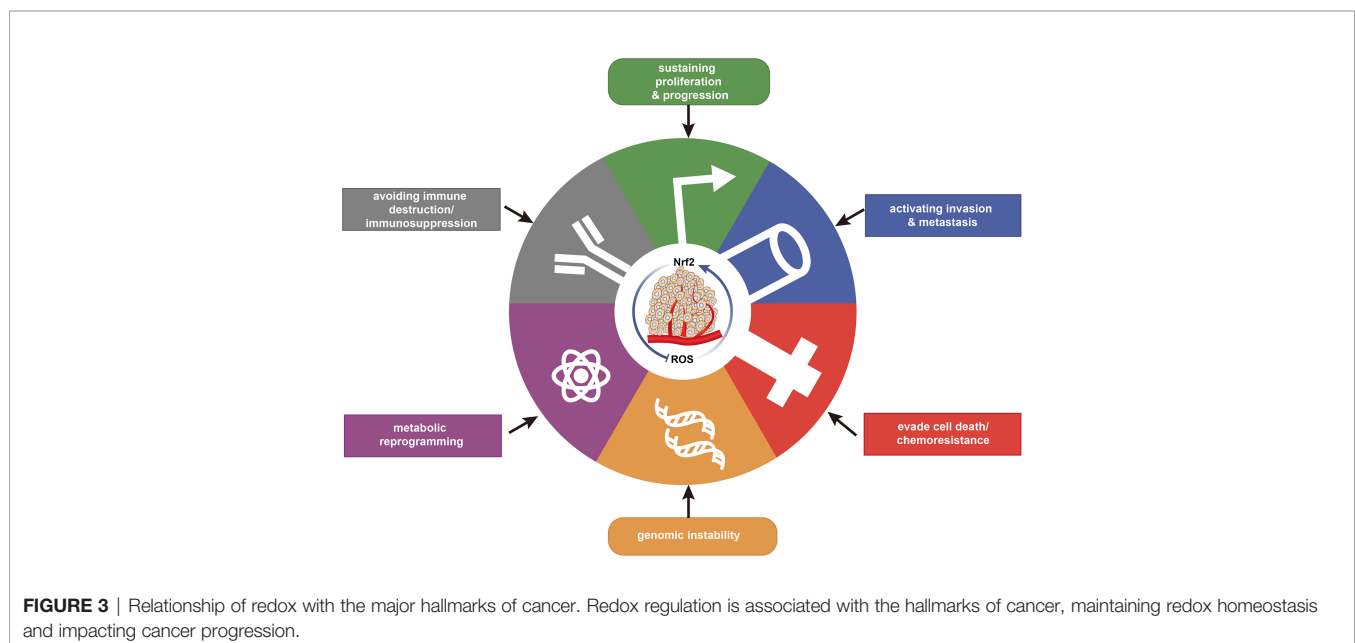 sustaining
proliferation
& progression
avoiding immune
destruction/
immunosuppression
activating invasion
& metastasis
Nrf2
ROS
metabolic
reprogramming
evade cell death/
chemoresistance
genomic instability
FIGURE 3 | Relationship of redox with the major hallmarks of cancer. Redox regulation is associated with the hallmarks of cancer, maintaining redox homeostasis
and impacting cancer progression.